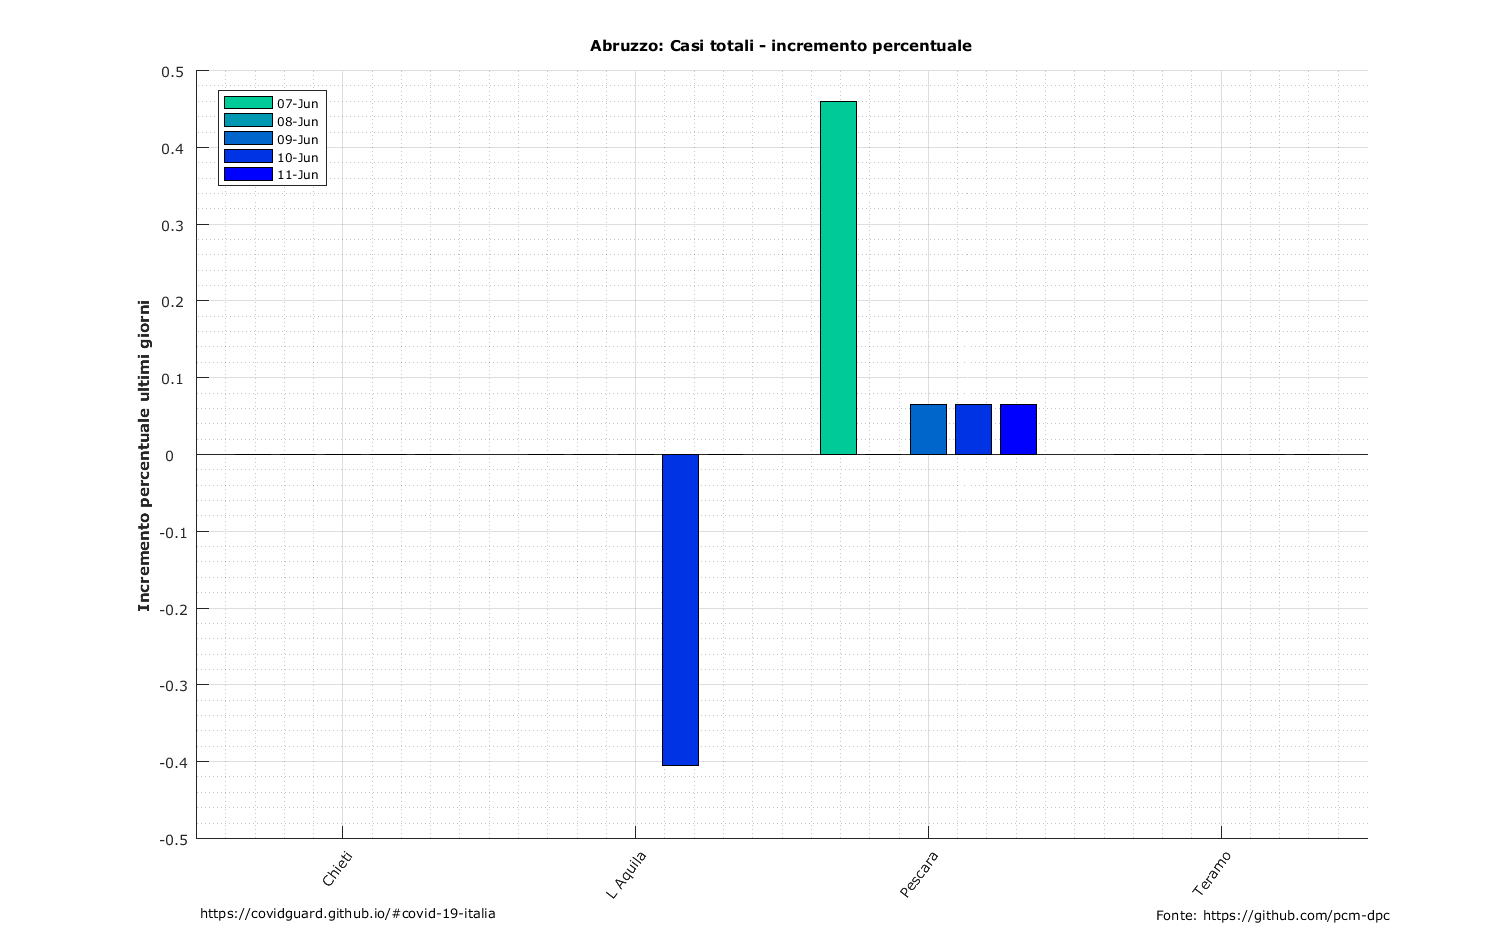 Abruzzo: Casi totali - incremento percentuale
Incremento percentuale ultimi giorni
0.5
0.4
0.3
0.2
0.1
0
-0.1
-0.2
-0.3
-0.4
-0.5
07-Jun
08-Jun
09-Jun
10-Jun
11-Jun
Chieti
L Aquila
Pescara
Teramo
https://covidguard.github.io/#covid-19-italia
Fonte: https://github.com/pcm-dpc